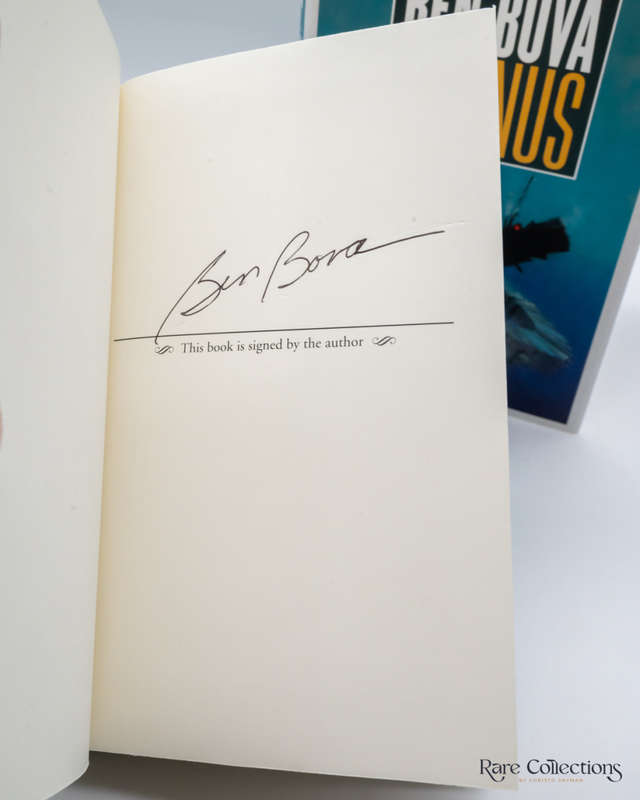 BEN BOVA
NUS
Ben Bova
This book is signed by the author
Rare Collections